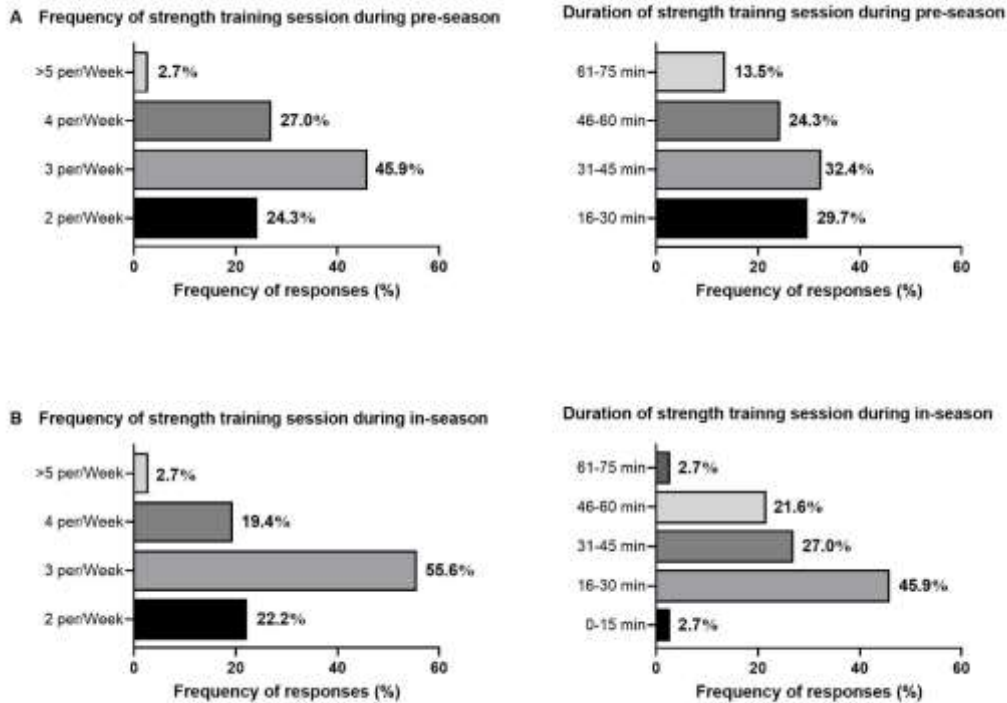 A Frequency of strength training session during pre-season
>5 per/Week
2.7%
4 per/Week
27.0%
3 per/Week
45.9%
2 per/Week
24.3%
0 20 40 60
Frequency of responses (%)
Duration of strength trainng session during pre-season
61-75 min
13.5%
46-60 min
24.3%
31-45 min
32.4%
16-30 min
29.7%
0 20 40 60
Frequency of responses (%)
B Frequency of strength training session during in-season
>5 per/Week
2.7%
4 per/Week
19.4%
3 per/Week
55.6%
2 per/Week
22.2%
0 20 40 60
Frequency of responses (%)
Duration of strength trainng session during in-season
61-75 min
2.7%
46-60 min
21.6%
31-45 min
27.0%
16-30 min
45.9%
0-15 min
2.7%
0 20 40 60
Frequency of responses (%)